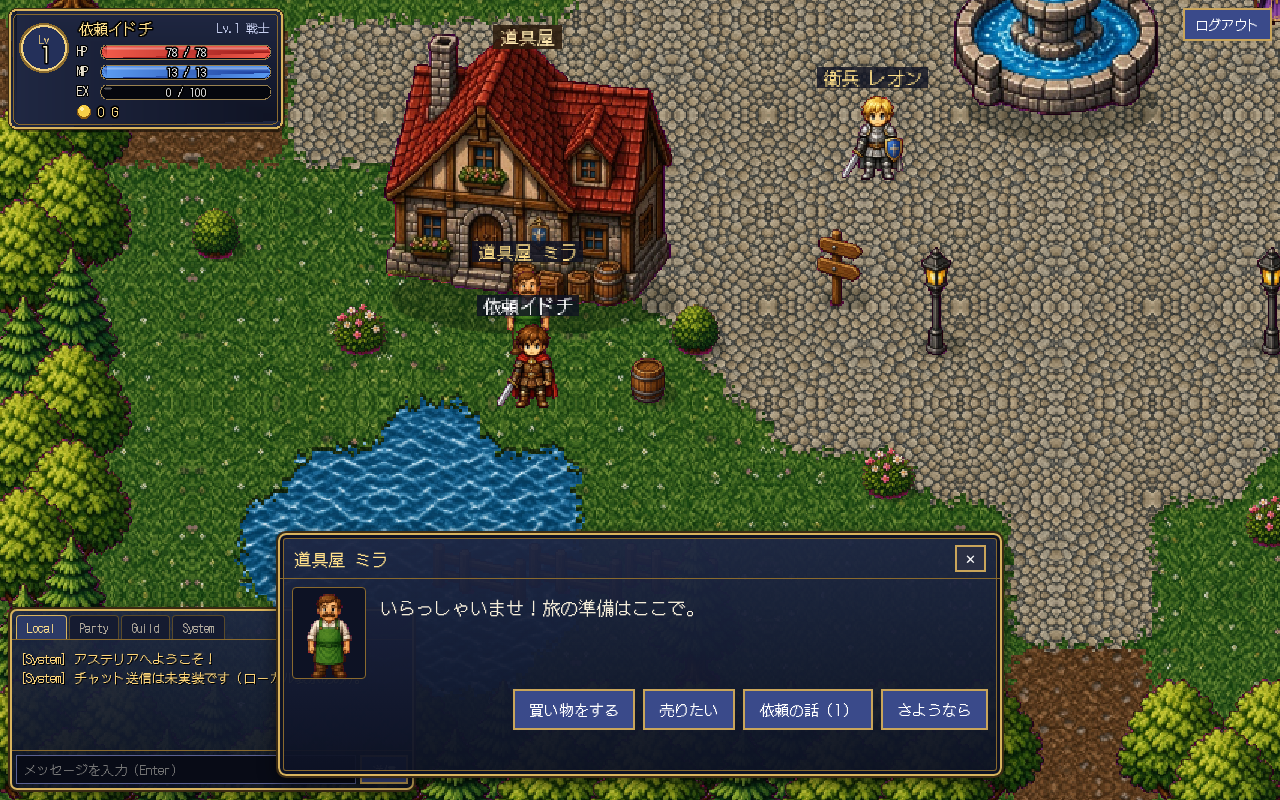 Lv
1
依頼イドチ
Lv.1 戦士
HP 78 / 78
MP 13 / 13
EX 0 / 100
0 G
道具屋
衛兵 レオン
ログアウト
道具屋 ミラ
依頼イドチ
道具屋 ミラ
×
いらっしゃいませ！旅の準備はここで。
買い物をする
売りたい
依頼の話（1）
さようなら
Local
Party
Guild
System
[System] アステリアへようこそ！
[System] チャット送信は未実装です（ローカ
メッセージを入力（Enter）